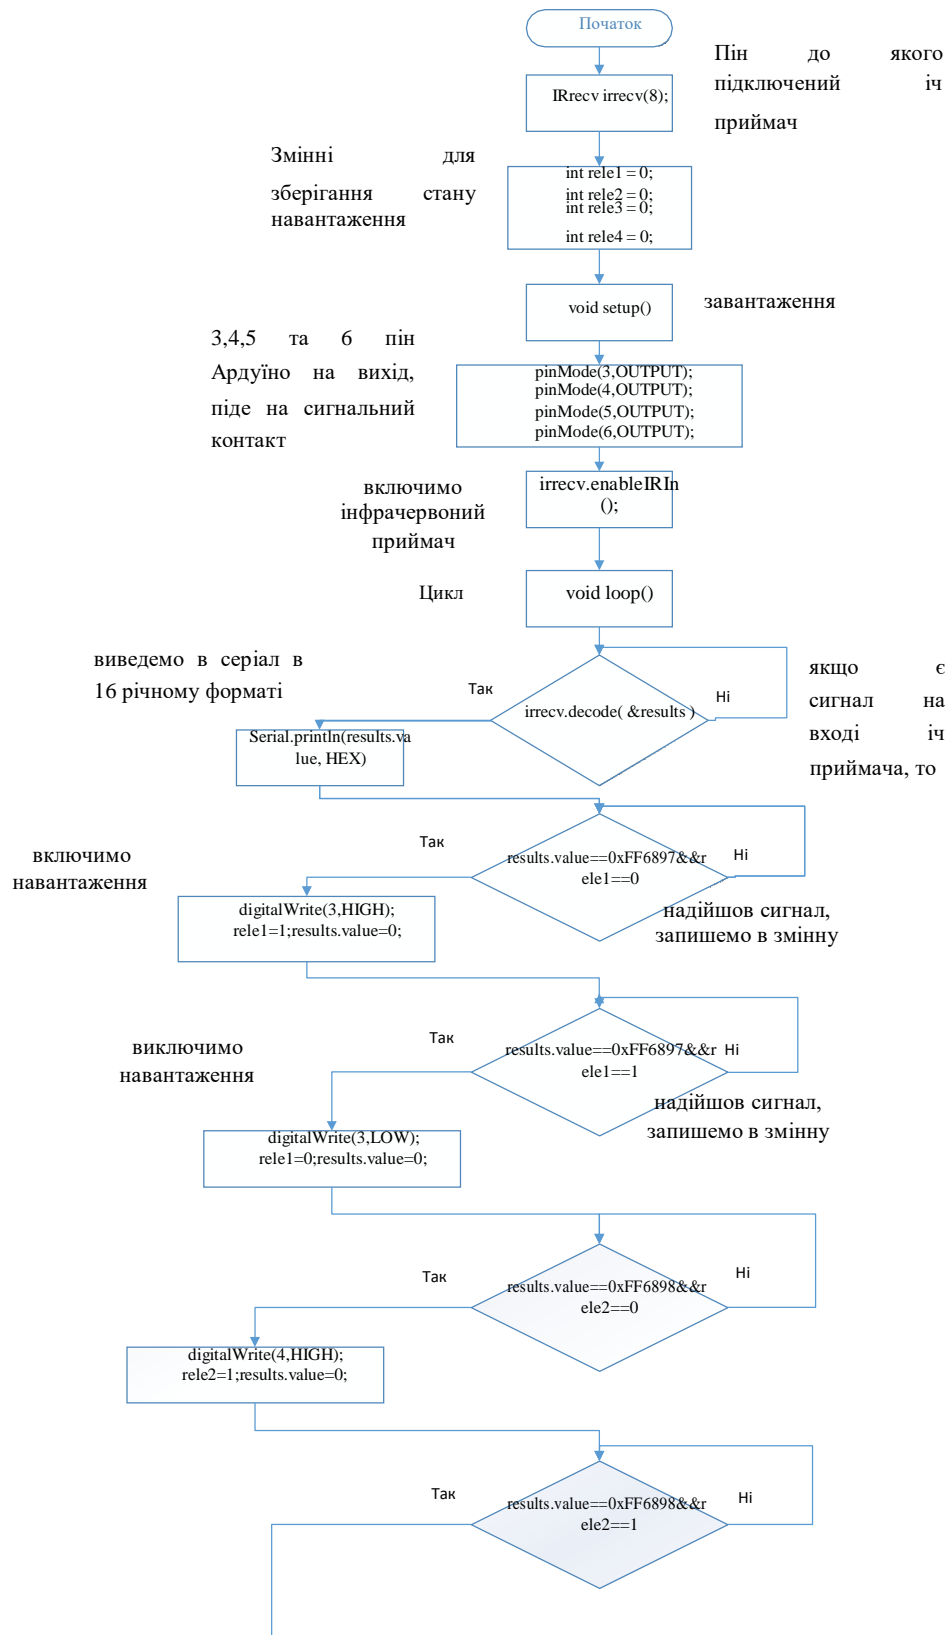 Початок
Пін до якого
підключений іч
приймач
IRrecv irrecv(8);
Змінні для
зберігання стану
навантаження
int rele1 = 0;
int rele2 = 0;
int rele3 = 0;
int rele4 = 0;
void setup()
завантаження
3,4,5 та 6 пін
Ардуїно на вихід,
піде на сигнальний
контакт
pinMode(3,OUTPUT);
pinMode(4,OUTPUT);
pinMode(5,OUTPUT);
pinMode(6,OUTPUT);
включимо
інфрачервоний
приймач
irrecv.enableIRIn
();
Цикл
void loop()
виведемо в серіал в
16 річному форматі
Так
irrecv.decode( &results )
Ні
якщо є
сигнал на
вході іч
приймача, то
Serial.println(results.va
lue, HEX)
включимо
навантаження
Так
results.value==0xFF6897&&r
ele1==0
Ні
надійшов сигнал,
запишемо в змінну
digitalWrite(3,HIGH);
rele1=1;results.value=0;
виключимо
навантаження
Так
results.value==0xFF6897&&r
ele1==1
Ні
надійшов сигнал,
запишемо в змінну
digitalWrite(3,LOW);
rele1=0;results.value=0;
Так
results.value==0xFF6898&&r
ele2==0
Ні
digitalWrite(4,HIGH);
rele2=1;results.value=0;
Так
results.value==0xFF6898&&r
ele2==1
Ні